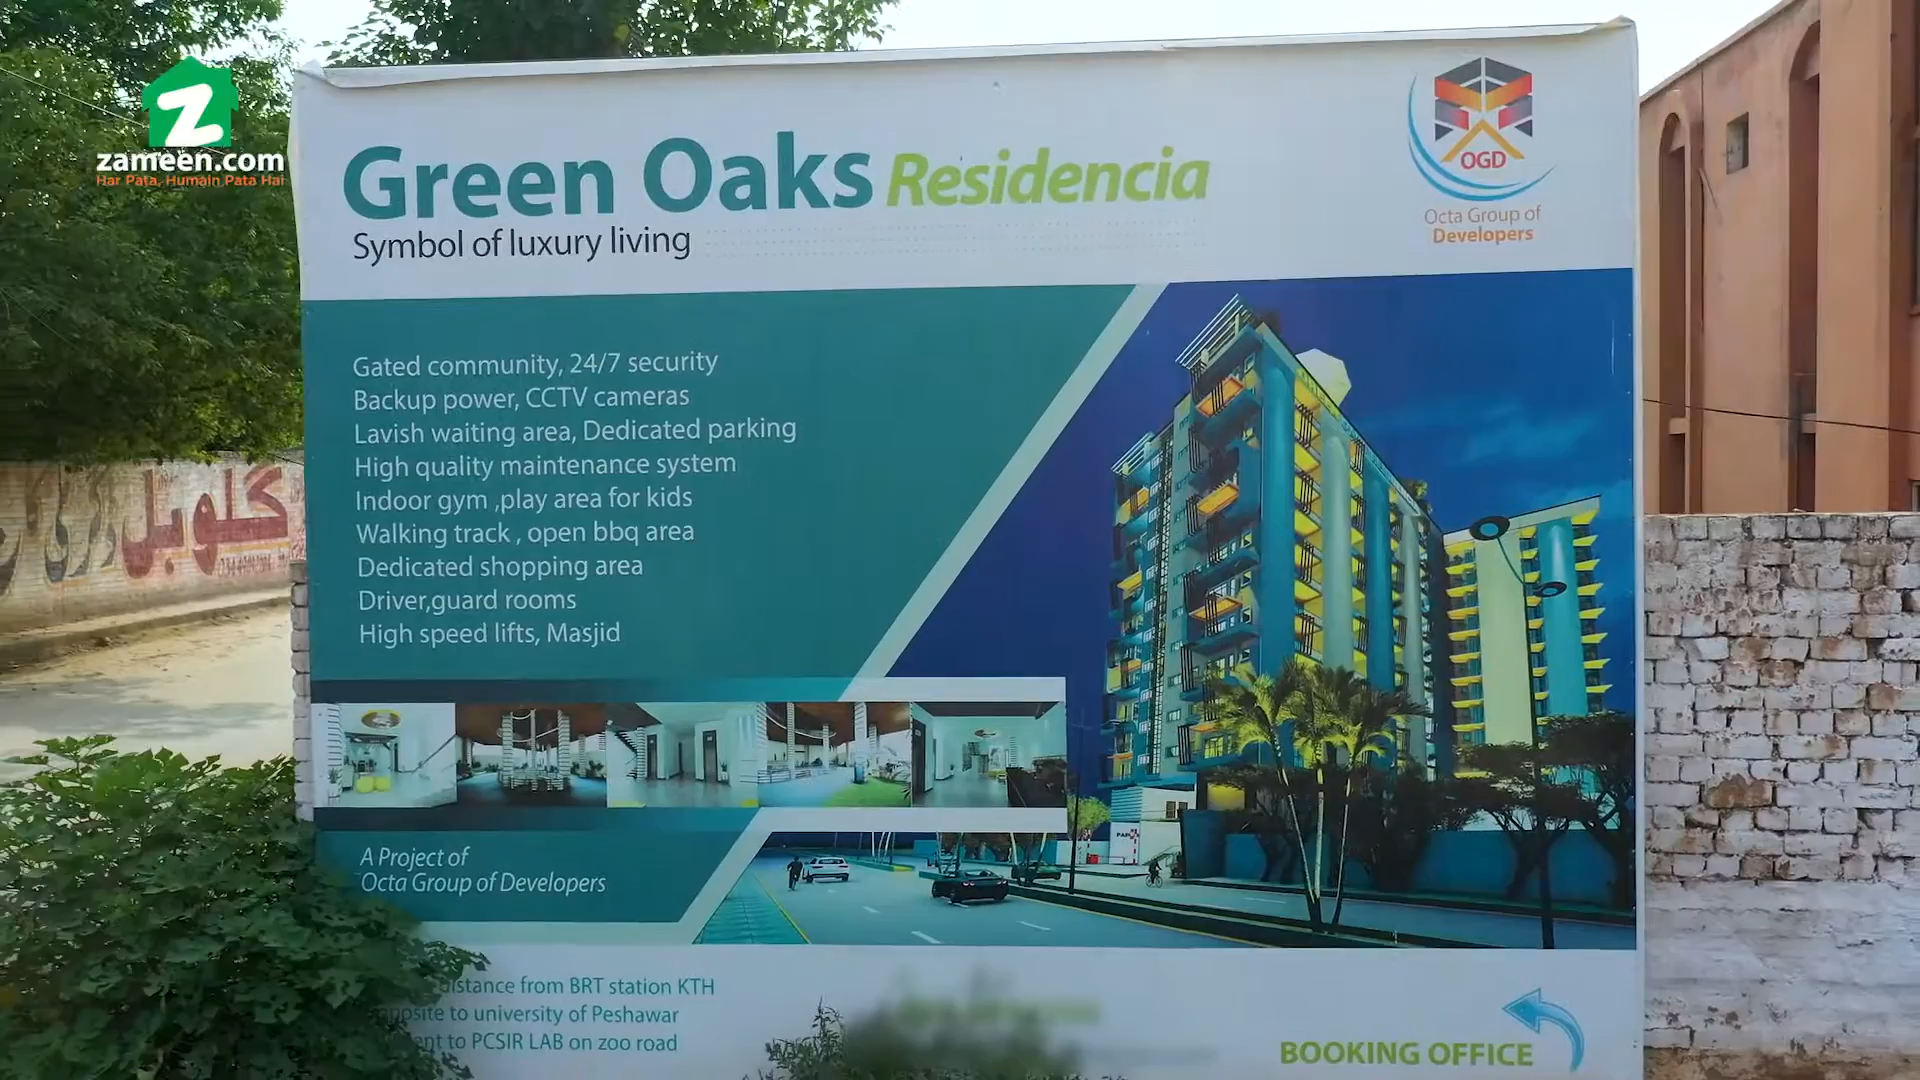 zameen.com
Har Pata, Humain Pata Hai
Green Oaks Residencia
Symbol of luxury living
OGD
Octa Group of
Developers
Gated community, 24/7 security
Backup power, CCTV cameras
Lavish waiting area, Dedicated parking
High quality maintenance system
Indoor gym ,play area for kids
Walking track , open bbq area
Dedicated shopping area
Driver,guard rooms
High speed lifts, Masjid
گلوبل
A Project of
Octa Group of Developers
from BRT station KTH
to university of Peshawar
to PCSIR LAB on zoo road
BOOKING OFFICE